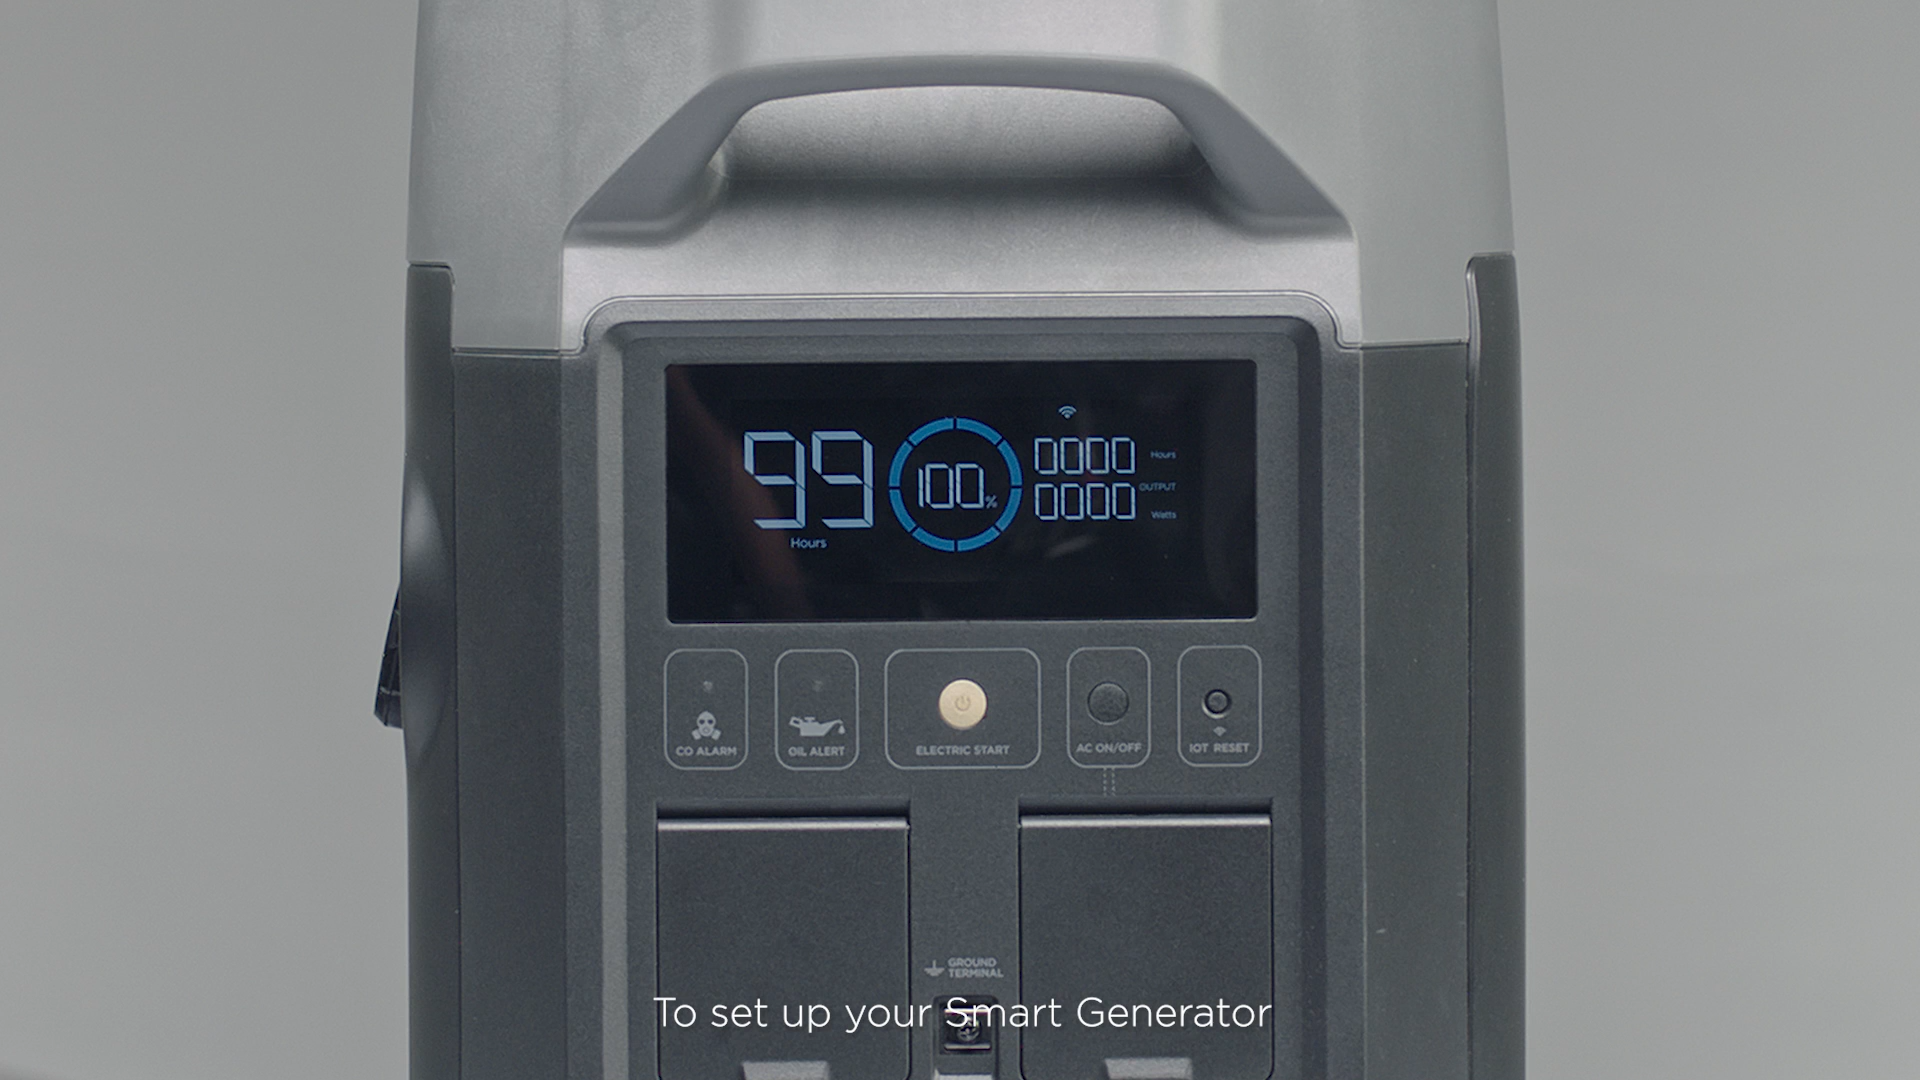 99
Hours
100%
0000 Hours
OUTPUT
0000 Watts
CO ALARM
OIL ALERT
ELECTRIC START
AC ON/OFF
IOT RESET
GROUND
TERMINAL
To set up your Smart Generator